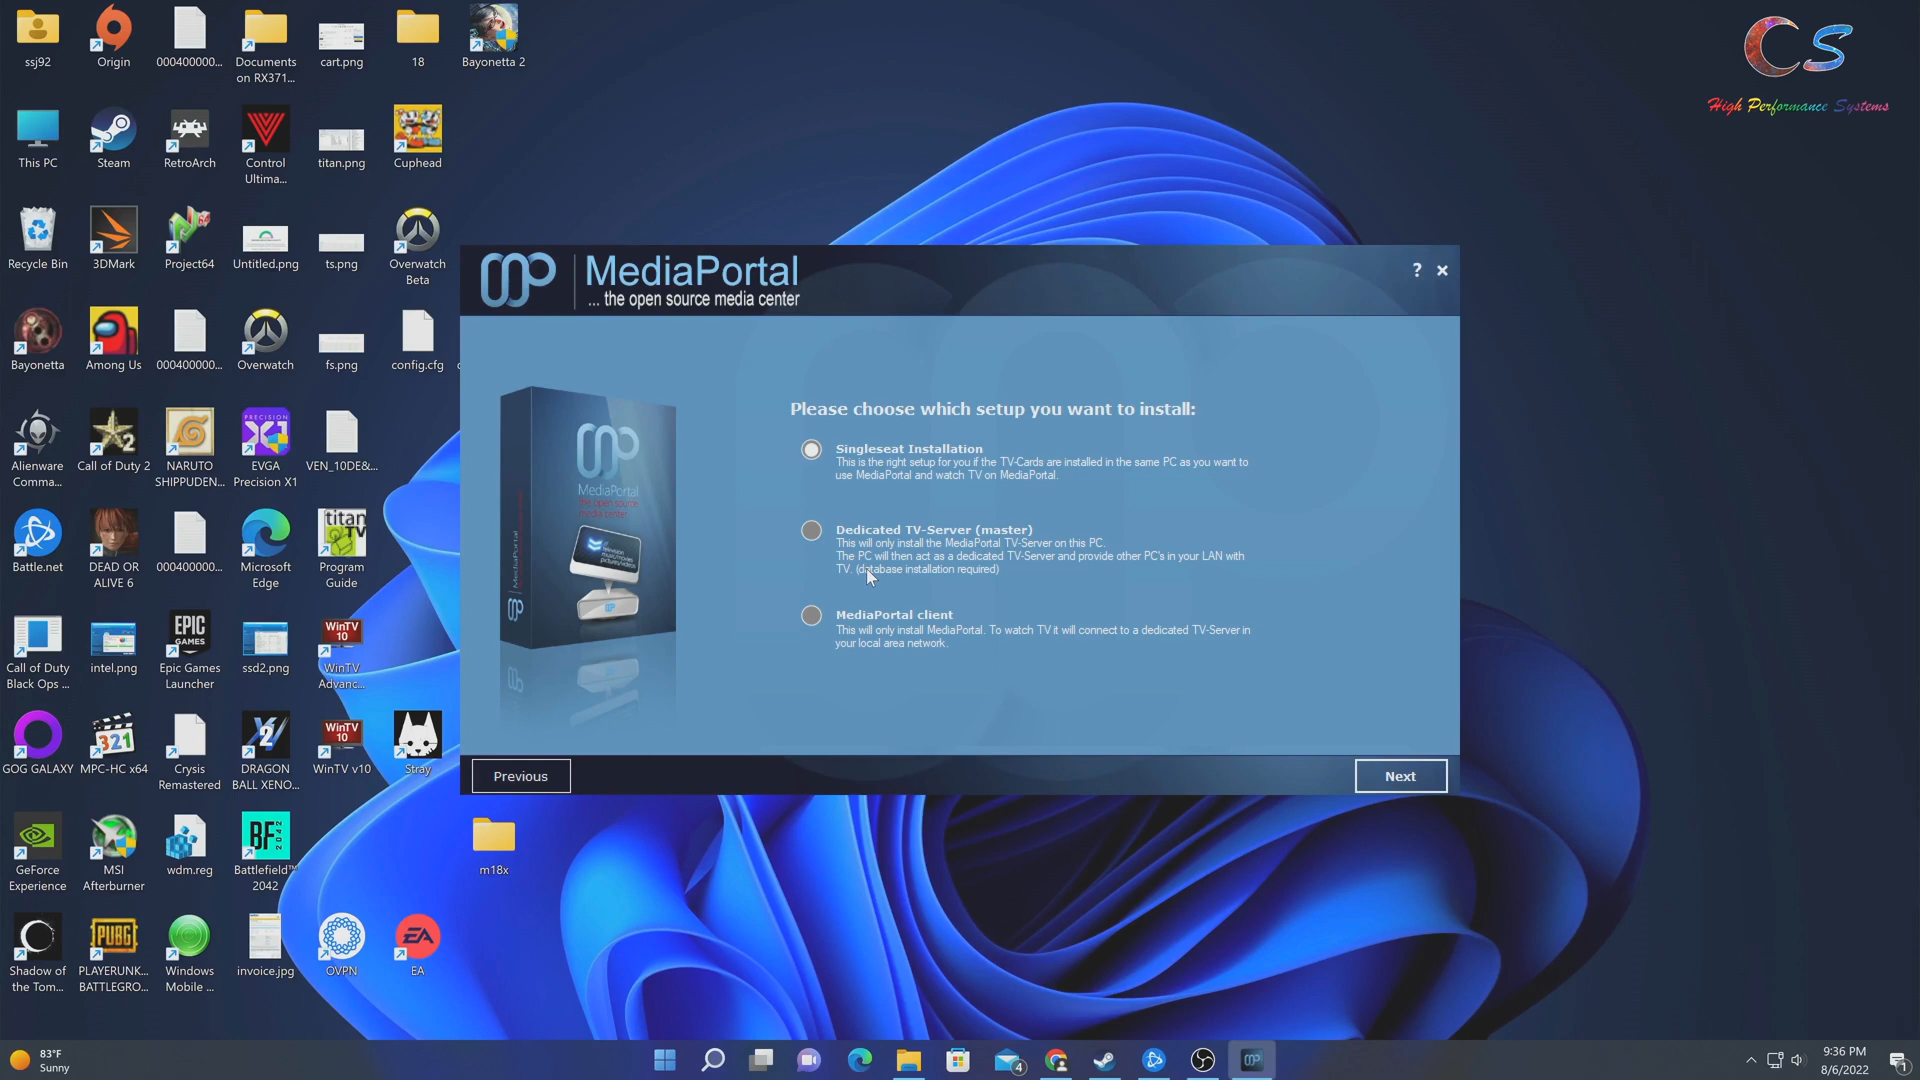 ssj92
Origin
000400000...
Documents
on RX371...
cart.png
18
Bayonetta 2
CS
High Performance Systems
This PC
Steam
RetroArch
Control
Ultima...
titan.png
Cuphead
Recycle Bin
3DMark
Project64
Untitled.png
ts.png
Overwatch
Beta
Bayonetta
Among Us
000400000...
Overwatch
fs.png
config.cfg
Alienware
Comma...
Call of Duty 2
NARUTO
SHIPPUDEN...
EVGA
Precision X1
VEN_10DE&...
Battle.net
DEAD OR
ALIVE 6
000400000...
Microsoft
Edge
Program
Guide
Call of Duty
Black Ops ...
intel.png
Epic Games
Launcher
ssd2.png
WinTV
Advanc...
GOG GALAXY
MPC-HC x64
Crysis
Remastered
DRAGON
BALL XENO...
WinTV v10
Stray
GeForce
Experience
MSI
Afterburner
wdm.reg
Battlefield™
2042
m18x
Shadow of
the Tom...
PLAYERUNK...
BATTLEGRO...
Windows
Mobile ...
invoice.jpg
OVPN
EA
MediaPortal
... the open source media center
? ×
MediaPortal
the open source
media center
Please choose which setup you want to install:
Singleseat Installation
This is the right setup for you if the TV-Cards are installed in the same PC as you want to
use MediaPortal and watch TV on MediaPortal.
Dedicated TV-Server (master)
This will only install the MediaPortal TV-Server on this PC.
The PC will then act as a dedicated TV-Server and provide other PC's in your LAN with
TV. (database installation required)
MediaPortal client
This will only install MediaPortal. To watch TV it will connect to a dedicated TV-Server in
your local area network.
Previous
Next
83°F
Sunny
4
9:36 PM
8/6/2022
1